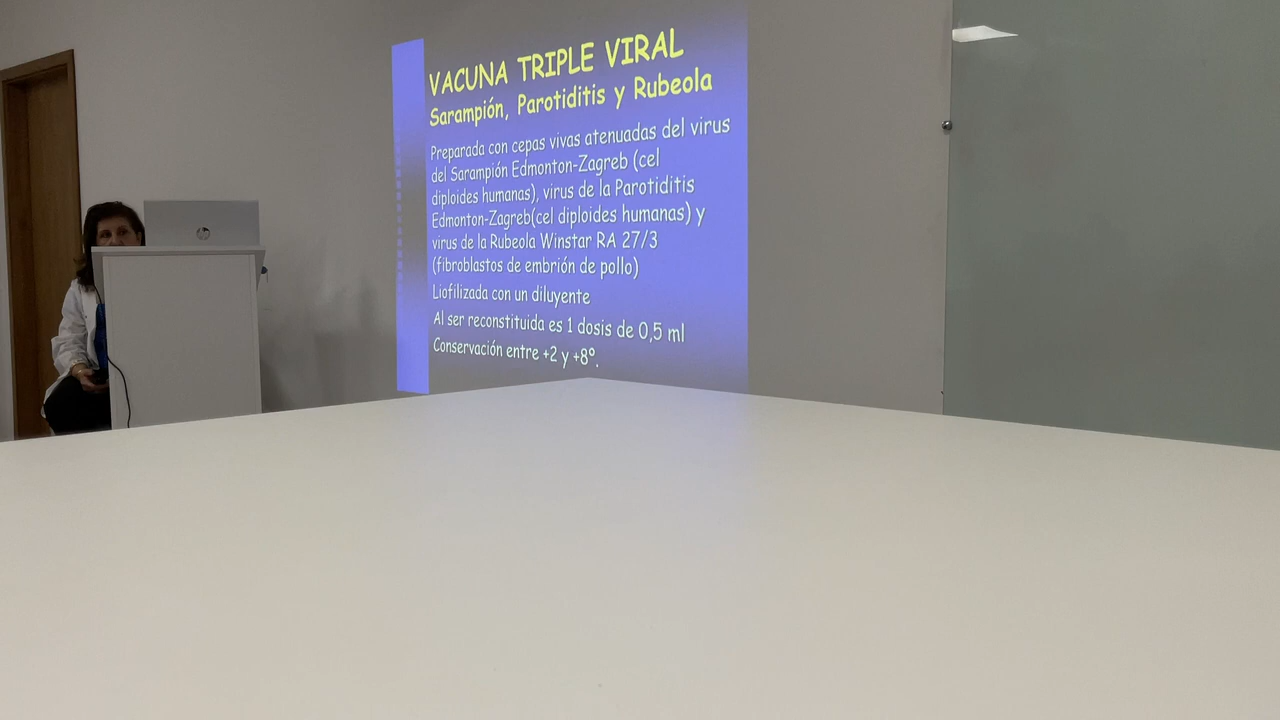 VACUNA TRIPLE VIRAL
Sarampión, Parotiditis y Rubeola
Preparada con cepas vivas atenuadas del virus
del Sarampión Edmonton-Zagreb (cel
diploides humanas), virus de la Parotiditis
Edmonton-Zagreb(cel diploides humanas) y
virus de la Rubeola Winstar RA 27/3
(fibroblastos de embrión de pollo)
Liofilizada con un diluyente
Al ser reconstituida es 1 dosis de 0,5 ml
Conservación entre +2 y +8º.